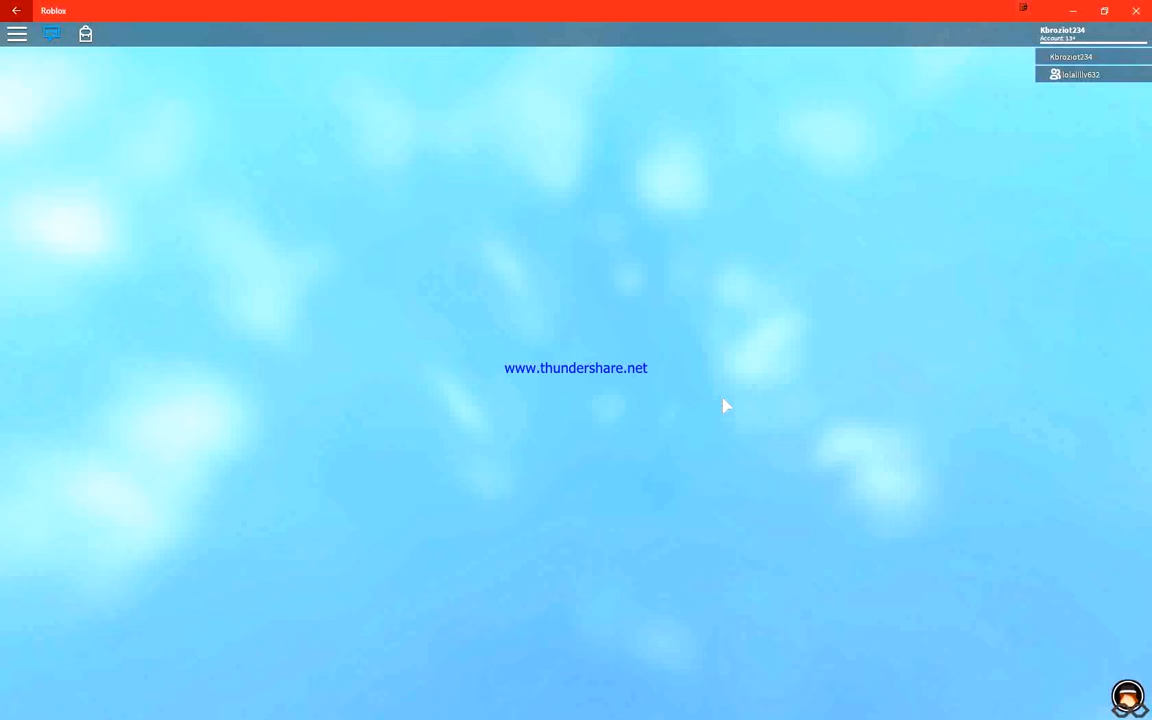 Roblox
Kbroziot234
Account: 13+
Kbroziot234
lolalilly632
www.thundershare.net